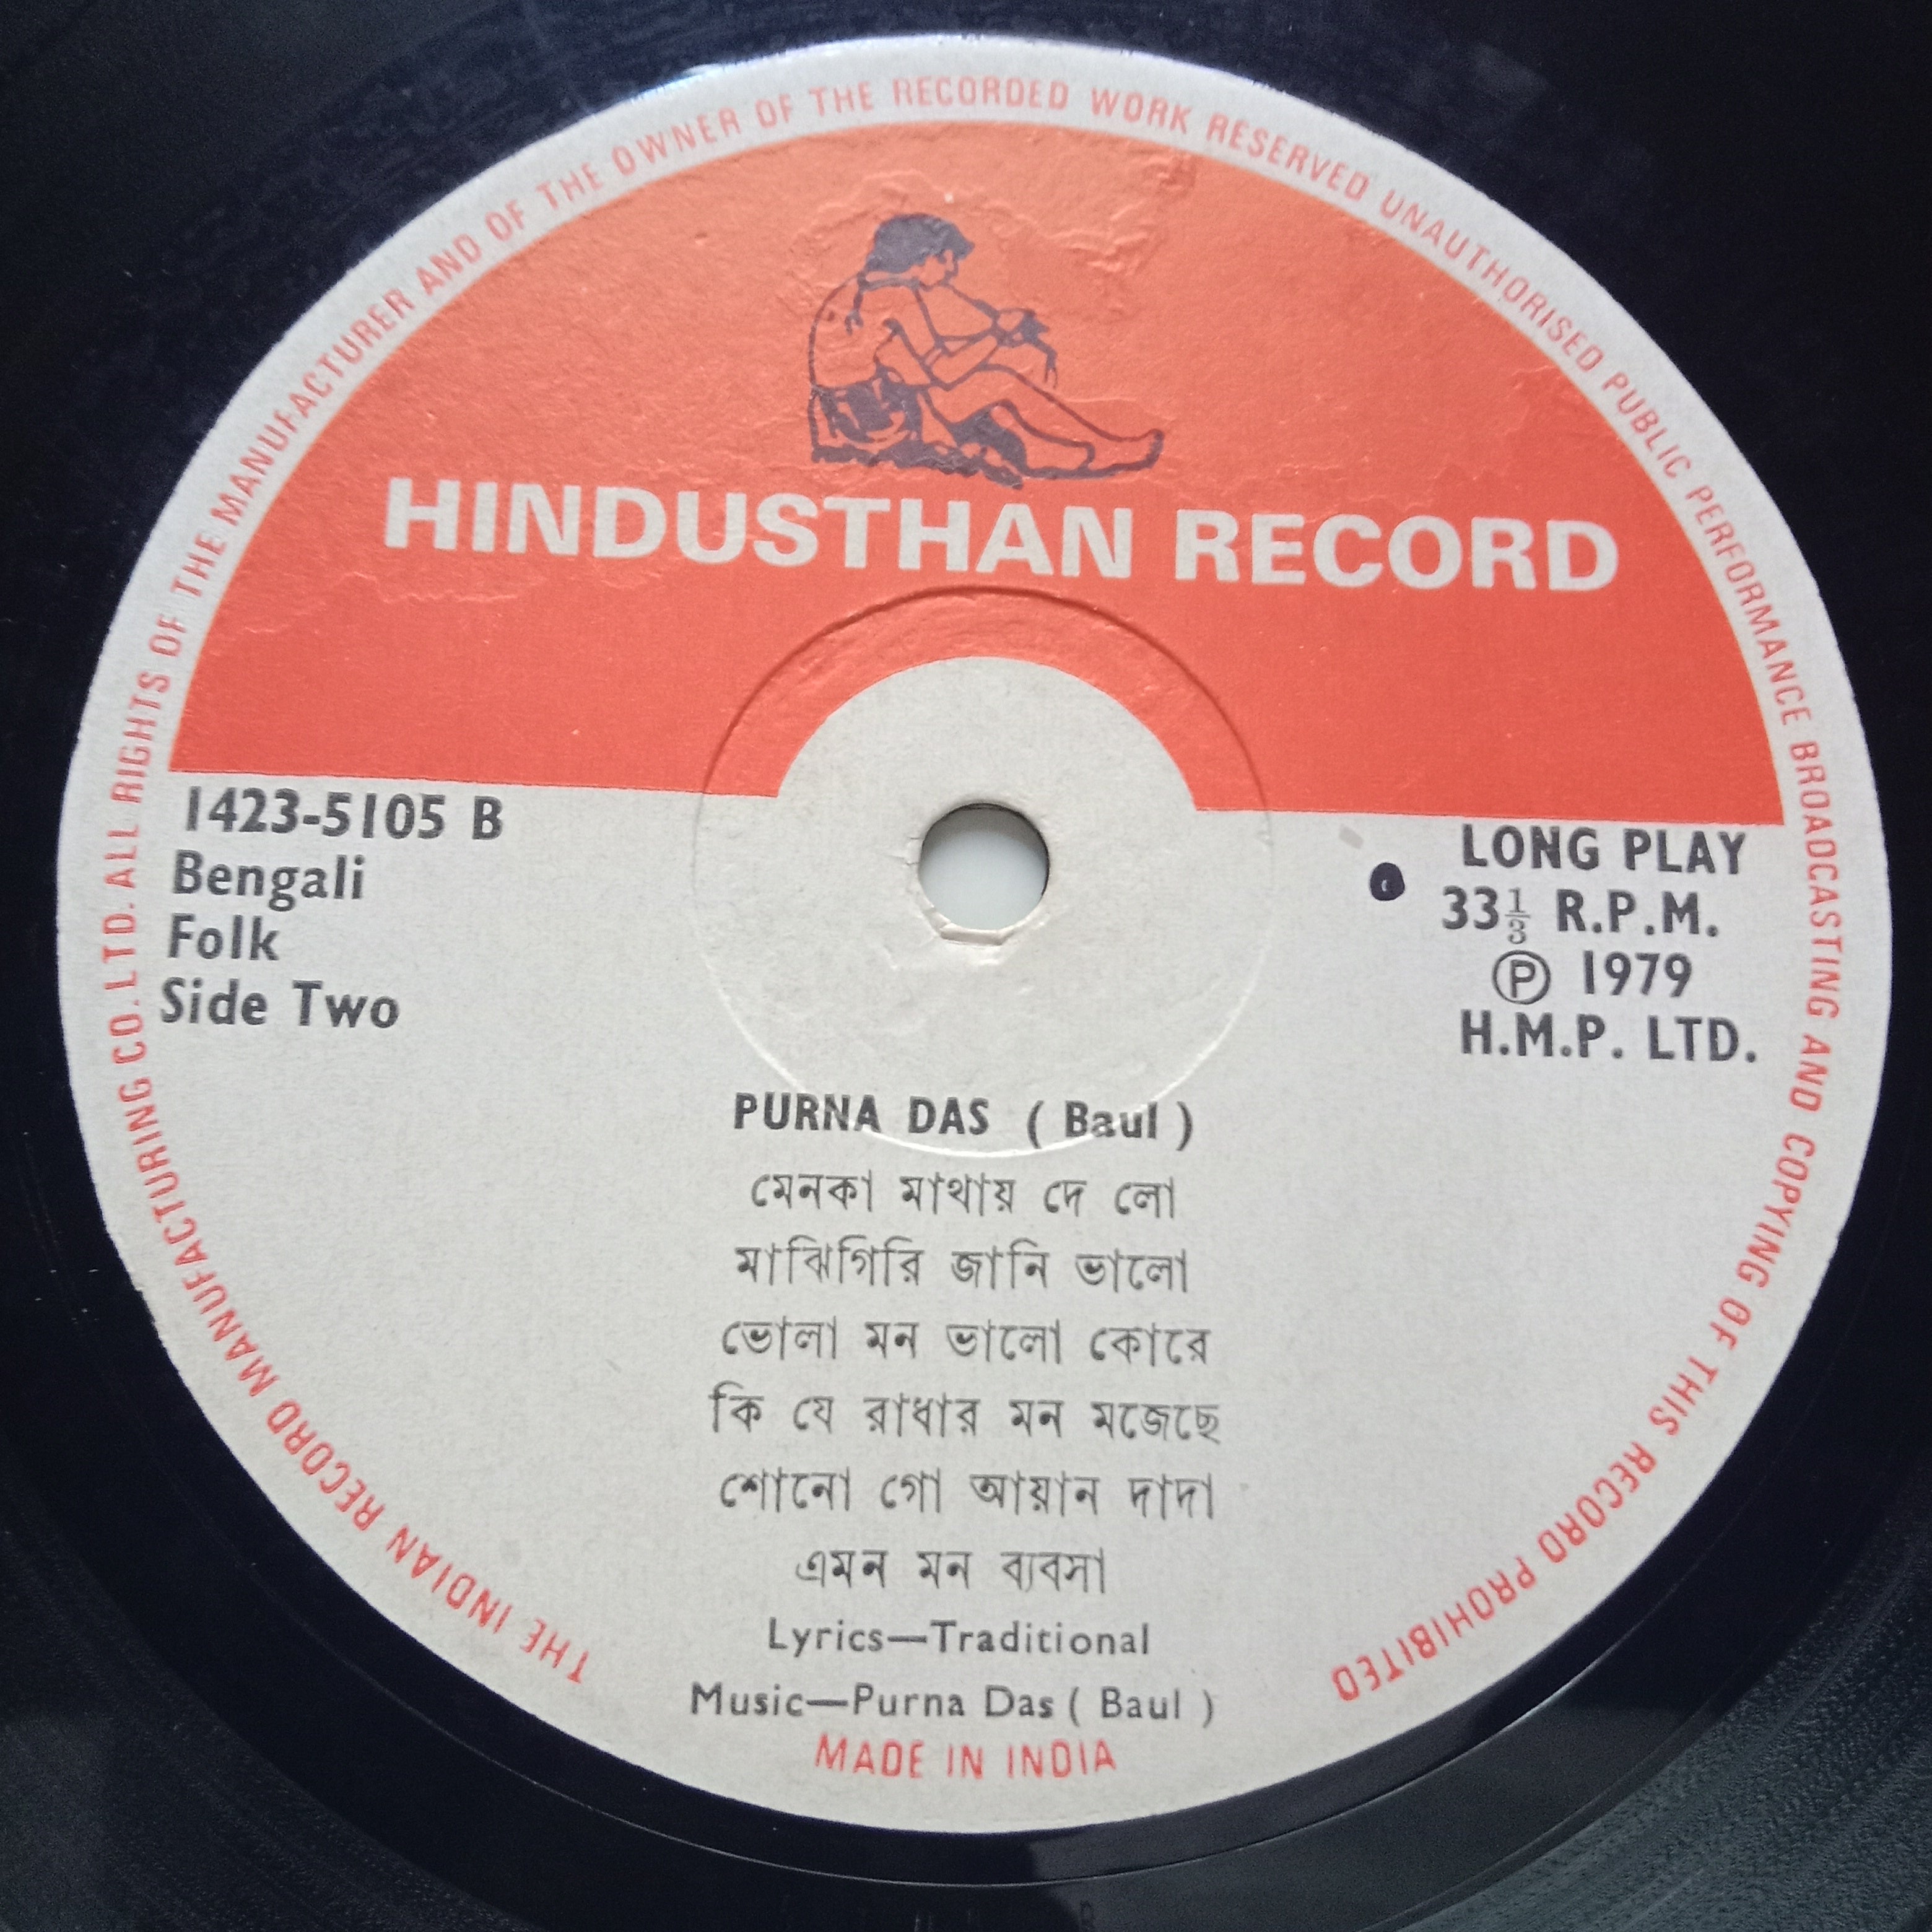 THE INDIAN RECORD MANUFACTURING CO. LTD. ALL RIGHTS OF THE MANUFACTURER AND OF THE OWNER OF THE RECORDED WORK RESERVED UNAUTHORISED PUBLIC PERFORMANCE BROADCASTING AND COPYING OF THIS RECORD PROHIBITED
HINDUSTHAN RECORD
1423-5105 B
Bengali
Folk
Side Two
LONG PLAY
33⅓ R.P.M.
Ⓟ 1979
H.M.P. LTD.
PURNA DAS ( Baul )
মেনকা মাথায় দে লো
মাঝিগিরি জানি ভালো
ভোলা মন ভালো কোরে
কি যে রাধার মন মজেছে
শোনো গো আয়ান দাদা
এমন মন ব্যবসা
Lyrics—Traditional
Music—Purna Das ( Baul )
MADE IN INDIA